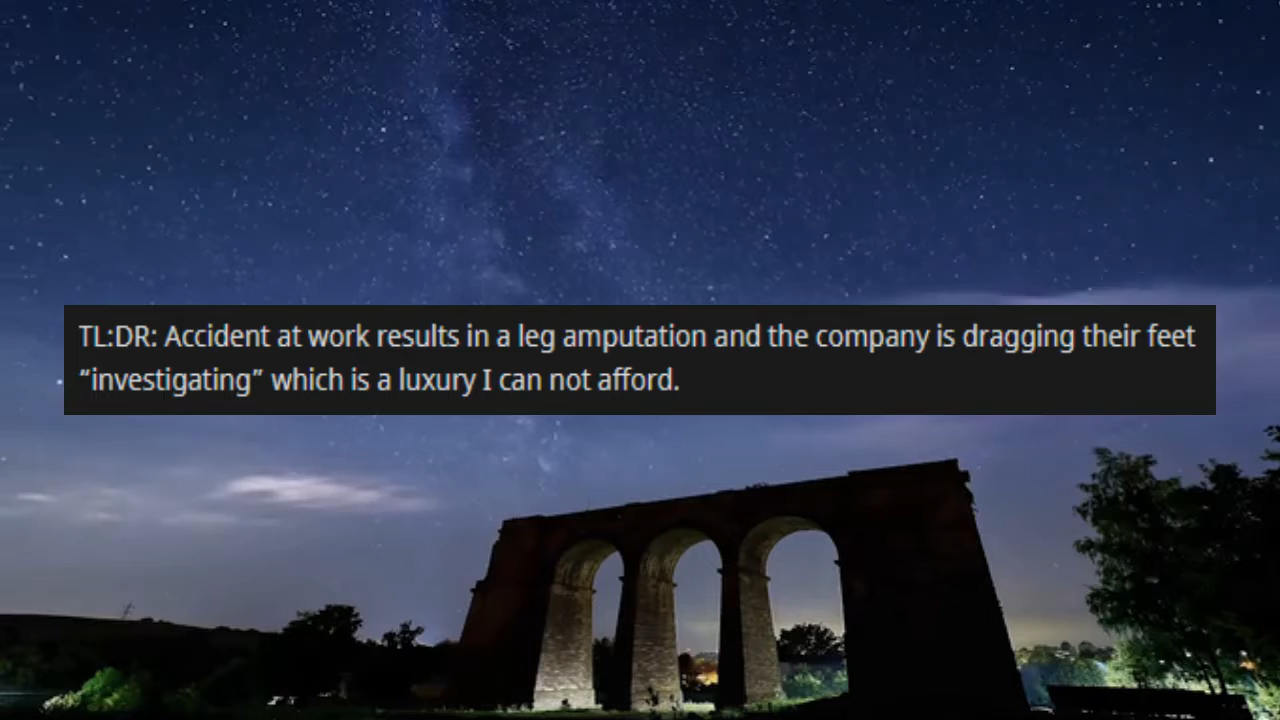 TL:DR: Accident at work results in a leg amputation and the company is dragging their feet
“investigating” which is a luxury I can not afford.